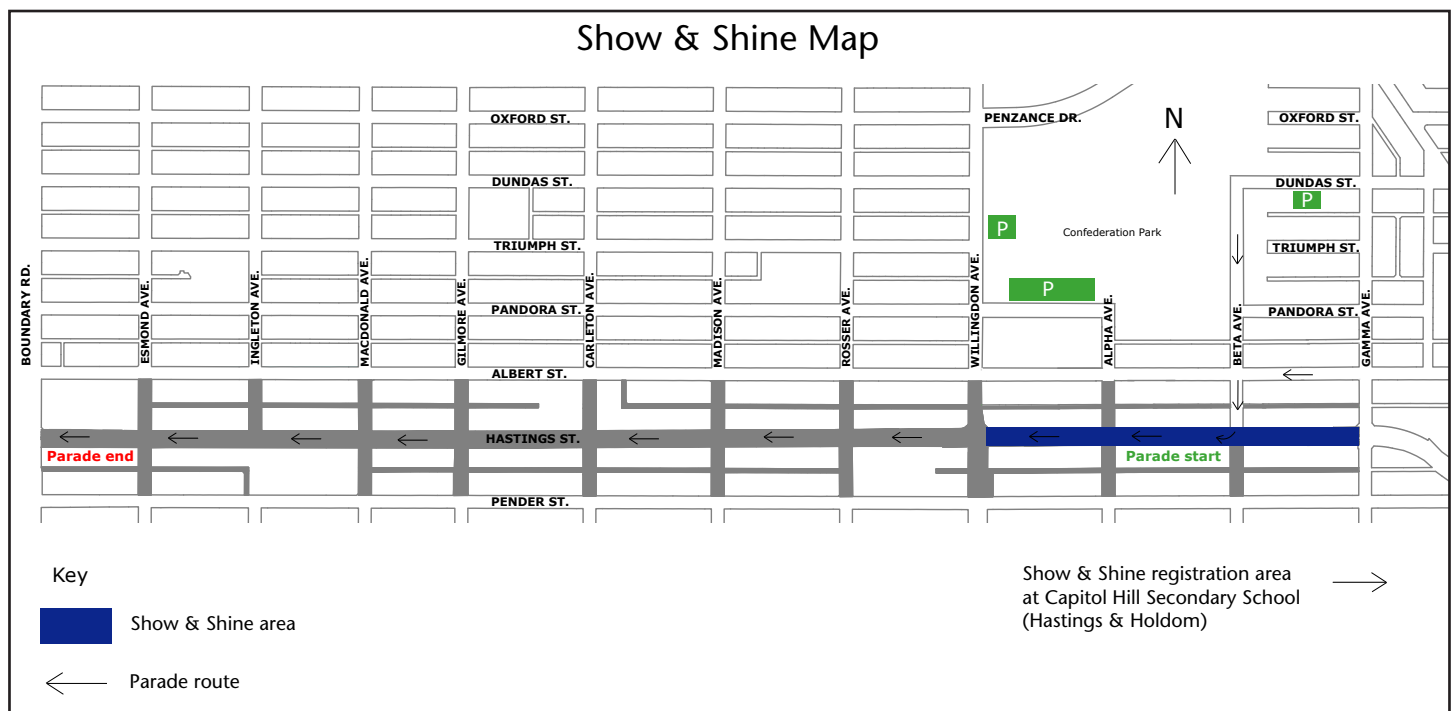 Show & Shine Map
OXFORD ST.
PENZANCE DR.
N
OXFORD ST.
DUNDAS ST.
DUNDAS ST.
P
P
Confederation Park
TRIUMPH ST.
TRIUMPH ST.
P
PANDORA ST.
PANDORA ST.
BOUNDARY RD.
ESMOND AVE.
INGLETON AVE.
MACDONALD AVE.
GILMORE AVE.
CARLETON AVE.
MADISON AVE.
ROSSER AVE.
WILLINGDON AVE.
ALPHA AVE.
BETA AVE.
GAMMA AVE.
ALBERT ST.
HASTINGS ST.
Parade end
Parade start
PENDER ST.
Key
Show & Shine area
Parade route
Show & Shine registration area
at Capitol Hill Secondary School
(Hastings & Holdom)